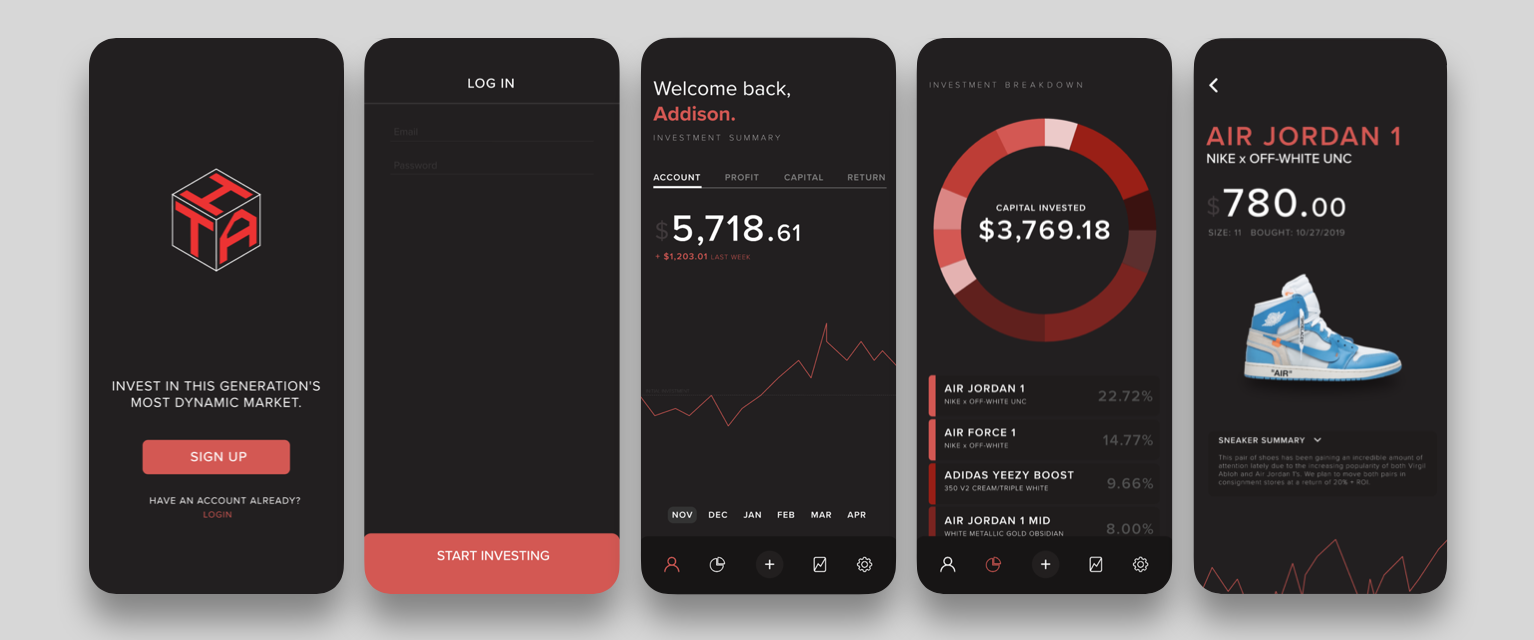 HTA
INVEST IN THIS GENERATION'S
MOST DYNAMIC MARKET.
SIGN UP
HAVE AN ACCOUNT ALREADY?
LOGIN
LOG IN
Email
Password
START INVESTING
Welcome back,
Addison.
INVESTMENT SUMMARY
ACCOUNT PROFIT CAPITAL RETURN
$5,718.61
+ $1,203.01 LAST WEEK
NOV DEC JAN FEB MAR APR
INVESTMENT BREAKDOWN
CAPITAL INVESTED
$3,769.18
AIR JORDAN 1
NIKE x OFF-WHITE UNC
22.72%
AIR FORCE 1
NIKE x OFF-WHITE
14.77%
ADIDAS YEEZY BOOST
350 V2 CREAM/TRIPLE WHITE
9.66%
AIR JORDAN 1 MID
WHITE METALLIC GOLD OBSIDIAN
8.00%
AIR JORDAN 1
NIKE x OFF-WHITE UNC
$780.00
SIZE: 11 BOUGHT: 10/27/2019
"AIR"
SNEAKER SUMMARY
This pair of shoes has been gaining an incredible amount of
attention lately due to the increasing popularity of both Virgil
Abloh and Air Jordan 1's. We plan to move both pairs in
consignment stores at a return of 20% + ROI.